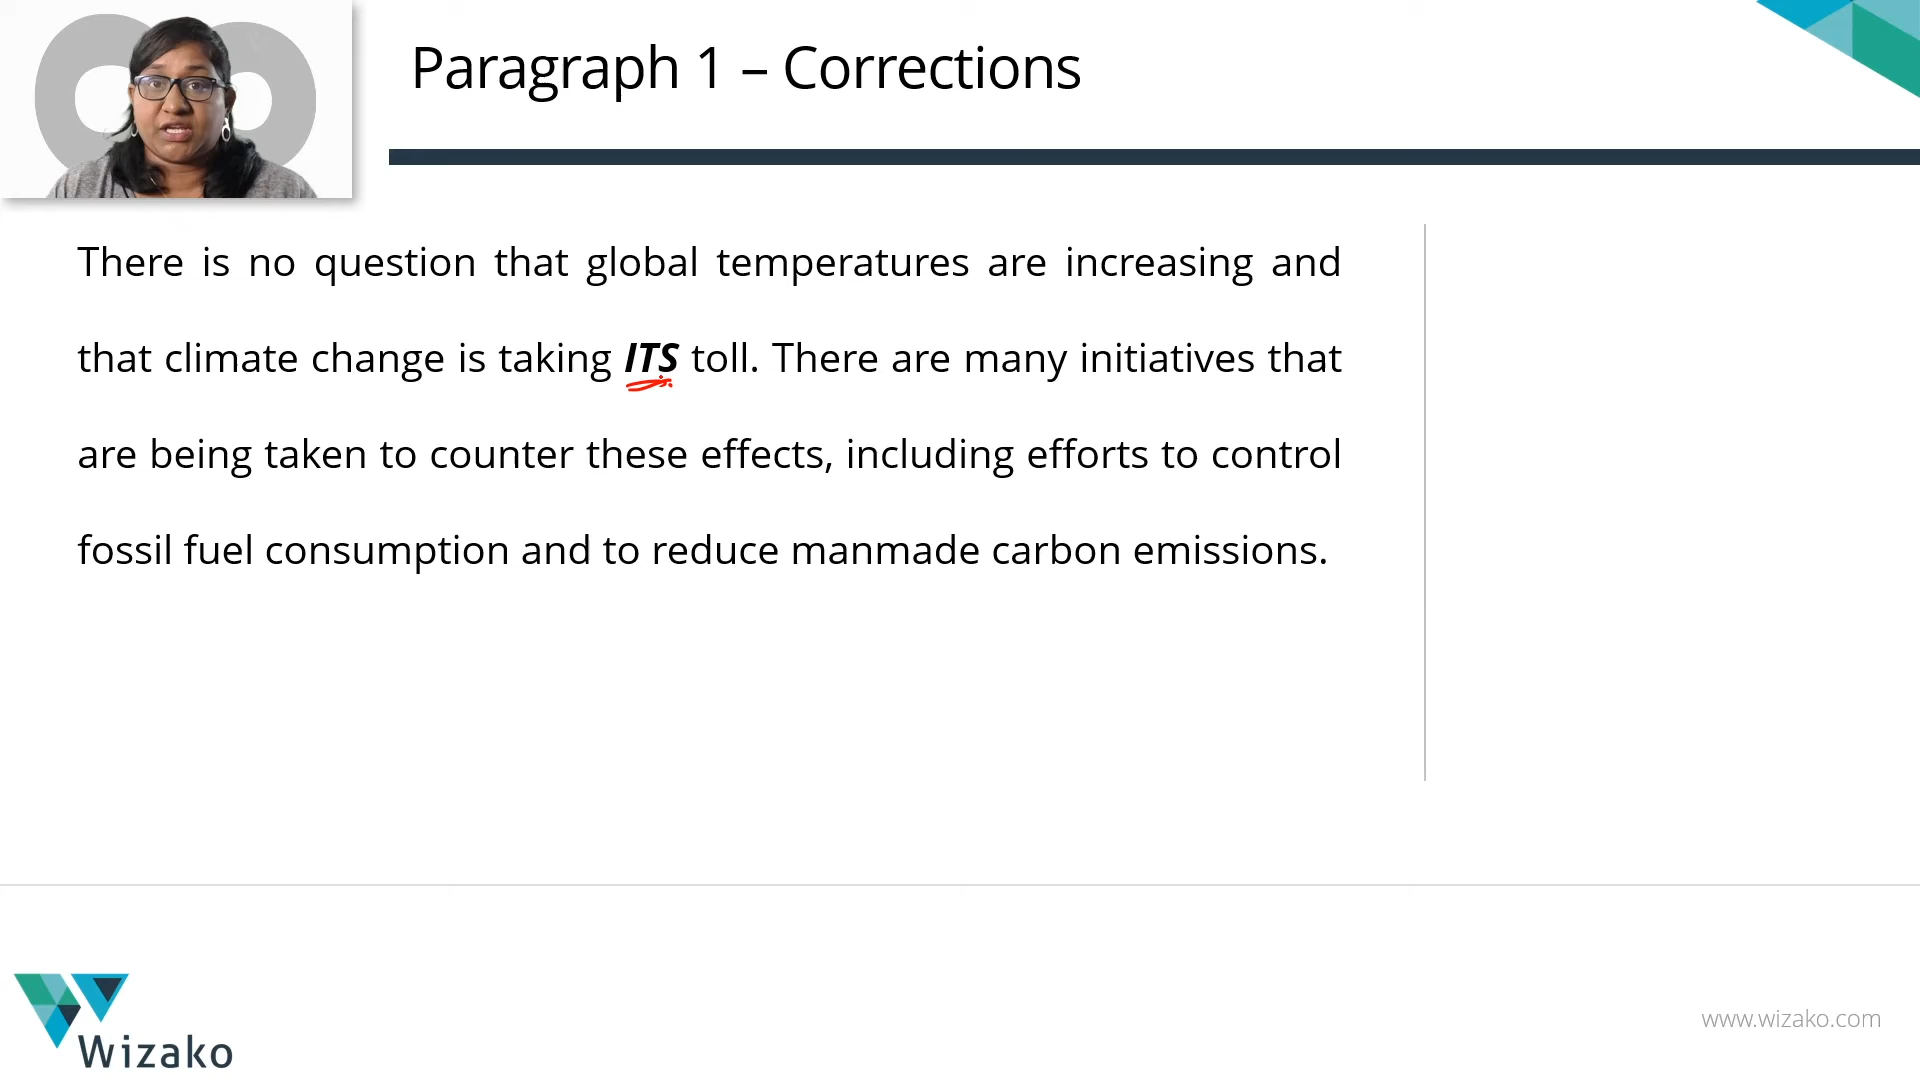 Paragraph 1 – Corrections
There is no question that global temperatures are increasing and
that climate change is taking ITS toll. There are many initiatives that
are being taken to counter these effects, including efforts to control
fossil fuel consumption and to reduce manmade carbon emissions.
Wizako
www.wizako.com